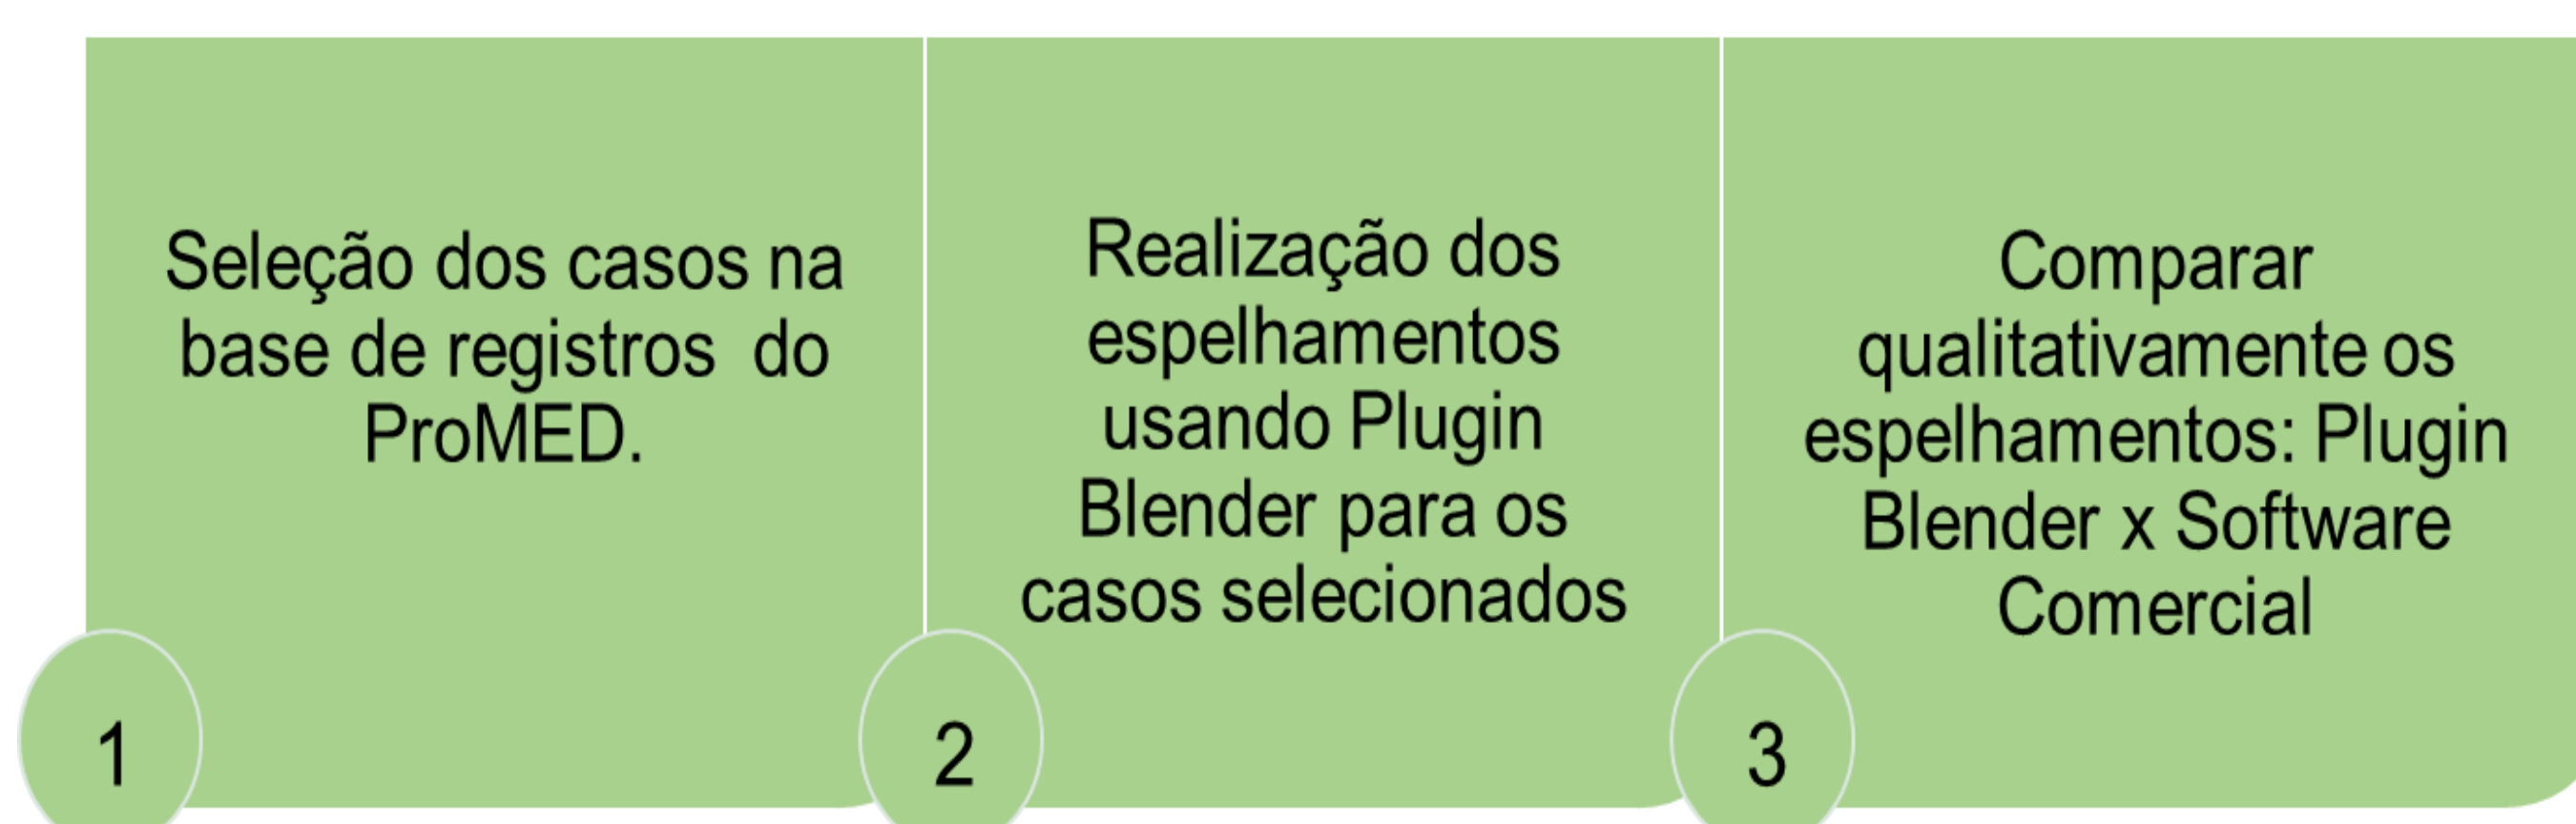 Seleção dos casos na
base de registros  do
ProMED.
1
Realização dos
espelhamentos
usando Plugin
Blender para os
casos selecionados
2
Comparar
qualitativamente os
espelhamentos: Plugin
Blender x Software
Comercial
3